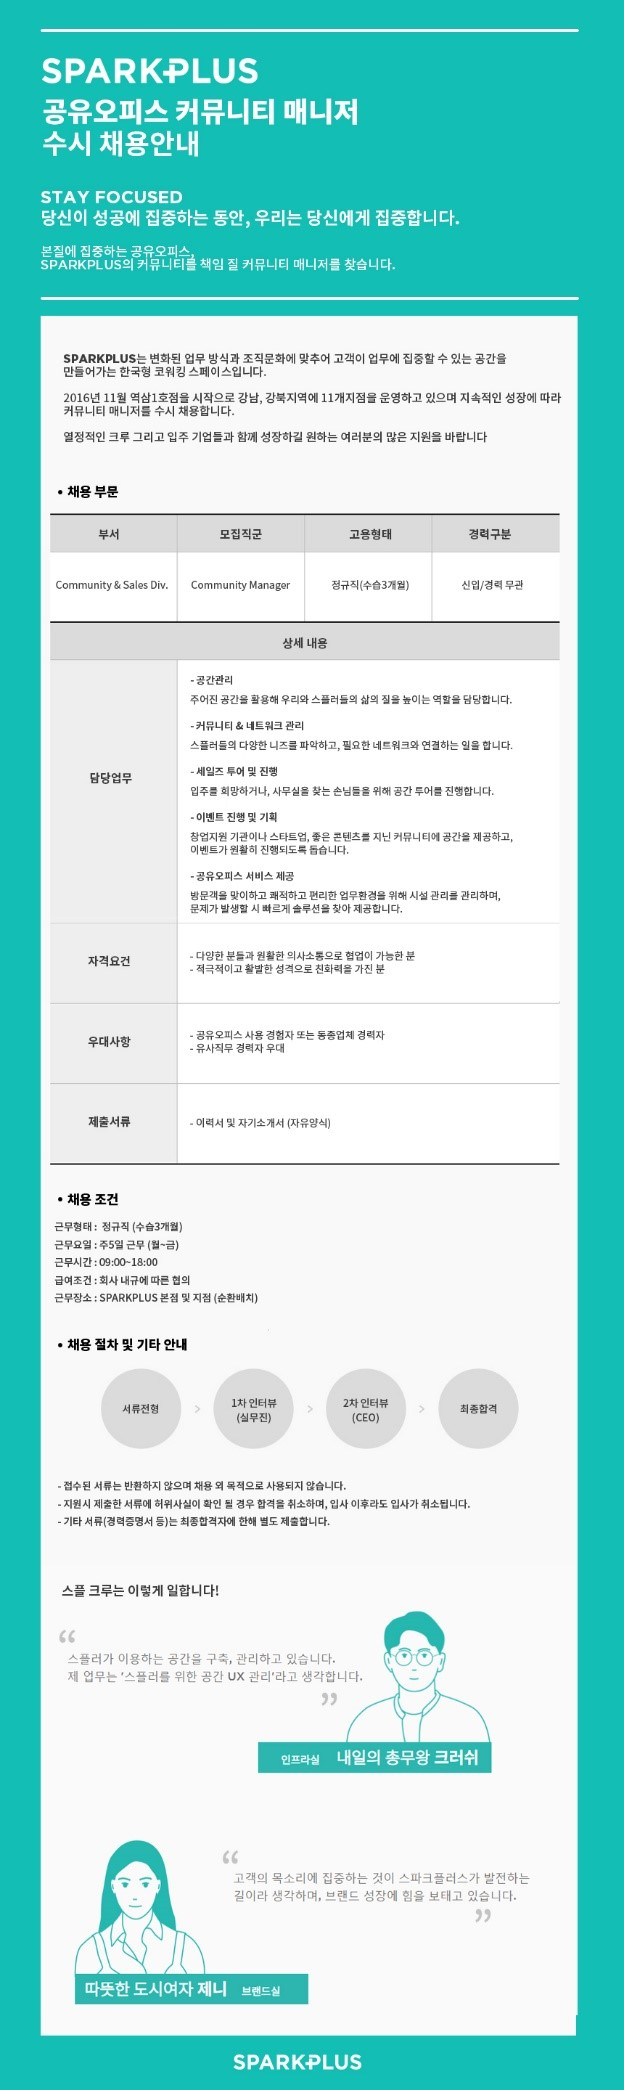 SPARKPLUS
공유오피스 커뮤니티 매니저
수시 채용안내
STAY FOCUSED
당신이 성공에 집중하는 동안, 우리는 당신에게 집중합니다.
본질에 집중하는 공유오피스,
SPARKPLUS의 커뮤니티를 책임 질 커뮤니티 매니저를 찾습니다.
SPARKPLUS는 변화된 업무 방식과 조직문화에 맞추어 고객이 업무에 집중할 수 있는 공간을
만들어가는 한국형 코워킹 스페이스입니다.
2016년 11월 역삼1호점을 시작으로 강남, 강북지역에 11개지점을 운영하고 있으며 지속적인 성장에 따라
커뮤니티 매니저를 수시 채용합니다.
열정적인 크루 그리고 입주 기업들과 함께 성장하길 원하는 여러분의 많은 지원을 바랍니다
• 채용 부문
부서 모집직군 고용형태 경력구분
Community & Sales Div. Community Manager 정규직(수습3개월) 신입/경력 무관
상세 내용
담당업무
- 공간관리
주어진 공간을 활용해 우리와 스플러들의 삶의 질을 높이는 역할을 담당합니다.
- 커뮤니티 & 네트워크 관리
스플러들의 다양한 니즈를 파악하고, 필요한 네트워크와 연결하는 일을 합니다.
- 세일즈 투어 및 진행
입주를 희망하거나, 사무실을 찾는 손님들을 위해 공간 투어를 진행합니다.
- 이벤트 진행 및 기획
창업지원 기관이나 스타트업, 좋은 콘텐츠를 지닌 커뮤니티에 공간을 제공하고,
이벤트가 원활히 진행되도록 돕습니다.
- 공유오피스 서비스 제공
방문객을 맞이하고 쾌적하고 편리한 업무환경을 위해 시설 관리를 관리하며,
문제가 발생할 시 빠르게 솔루션을 찾아 제공합니다.
자격요건
- 다양한 분들과 원활한 의사소통으로 협업이 가능한 분
- 적극적이고 활발한 성격으로 친화력을 가진 분
우대사항
- 공유오피스 사용 경험자 또는 동종업체 경력자
- 유사직무 경력자 우대
제출서류
- 이력서 및 자기소개서 (자유양식)
• 채용 조건
근무형태 : 정규직 (수습3개월)
근무요일 : 주5일 근무 (월~금)
근무시간 : 09:00~18:00
급여조건 : 회사 내규에 따른 협의
근무장소 : SPARKPLUS 본점 및 지점 (순환배치)
• 채용 절차 및 기타 안내
서류전형 > 1차 인터뷰 (실무진) > 2차 인터뷰 (CEO) > 최종합격
- 접수된 서류는 반환하지 않으며 채용 외 목적으로 사용되지 않습니다.
- 지원시 제출한 서류에 허위사실이 확인 될 경우 합격을 취소하며, 입사 이후라도 입사가 취소됩니다.
- 기타 서류(경력증명서 등)는 최종합격자에 한해 별도 제출합니다.
스플 크루는 이렇게 일합니다!
“
스플러가 이용하는 공간을 구축, 관리하고 있습니다.
제 업무는 '스플러를 위한 공간 UX 관리'라고 생각합니다.
”
인프라실 내일의 총무왕 크러쉬
“
고객의 목소리에 집중하는 것이 스파크플러스가 발전하는
길이라 생각하며, 브랜드 성장에 힘을 보태고 있습니다.
”
따뜻한 도시여자 제니 브랜드실
SPARKPLUS